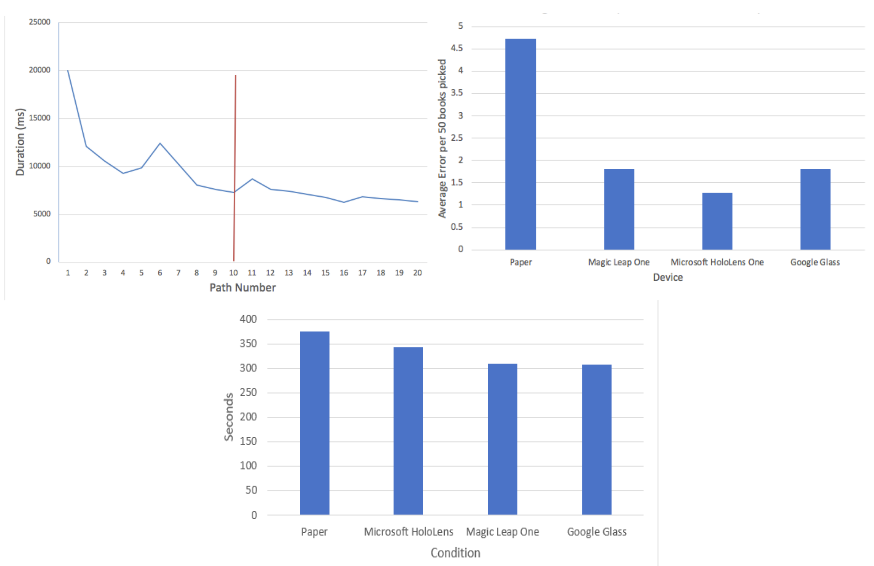 25000
20000
15000
10000
5000
0
Duration (ms)
1 2 3 4 5 6 7 8 9 10 11 12 13 14 15 16 17 18 19 20
Path Number
5
4.5
4
3.5
3
2.5
2
1.5
1
0.5
0
Average Error per 50 books picked
Paper Magic Leap One Microsoft HoloLens One Google Glass
Device
400
350
300
250
200
150
100
50
0
Seconds
Paper Microsoft HoloLens Magic Leap One Google Glass
Condition